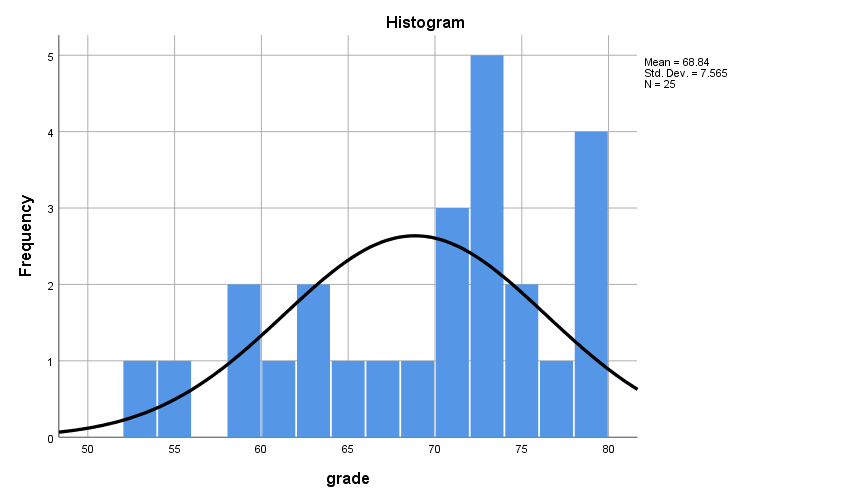 Histogram
5
4
3
2
1
0
Frequency
50 55 60 65 70 75 80
grade
Mean = 68.84
Std. Dev. = 7.565
N = 25